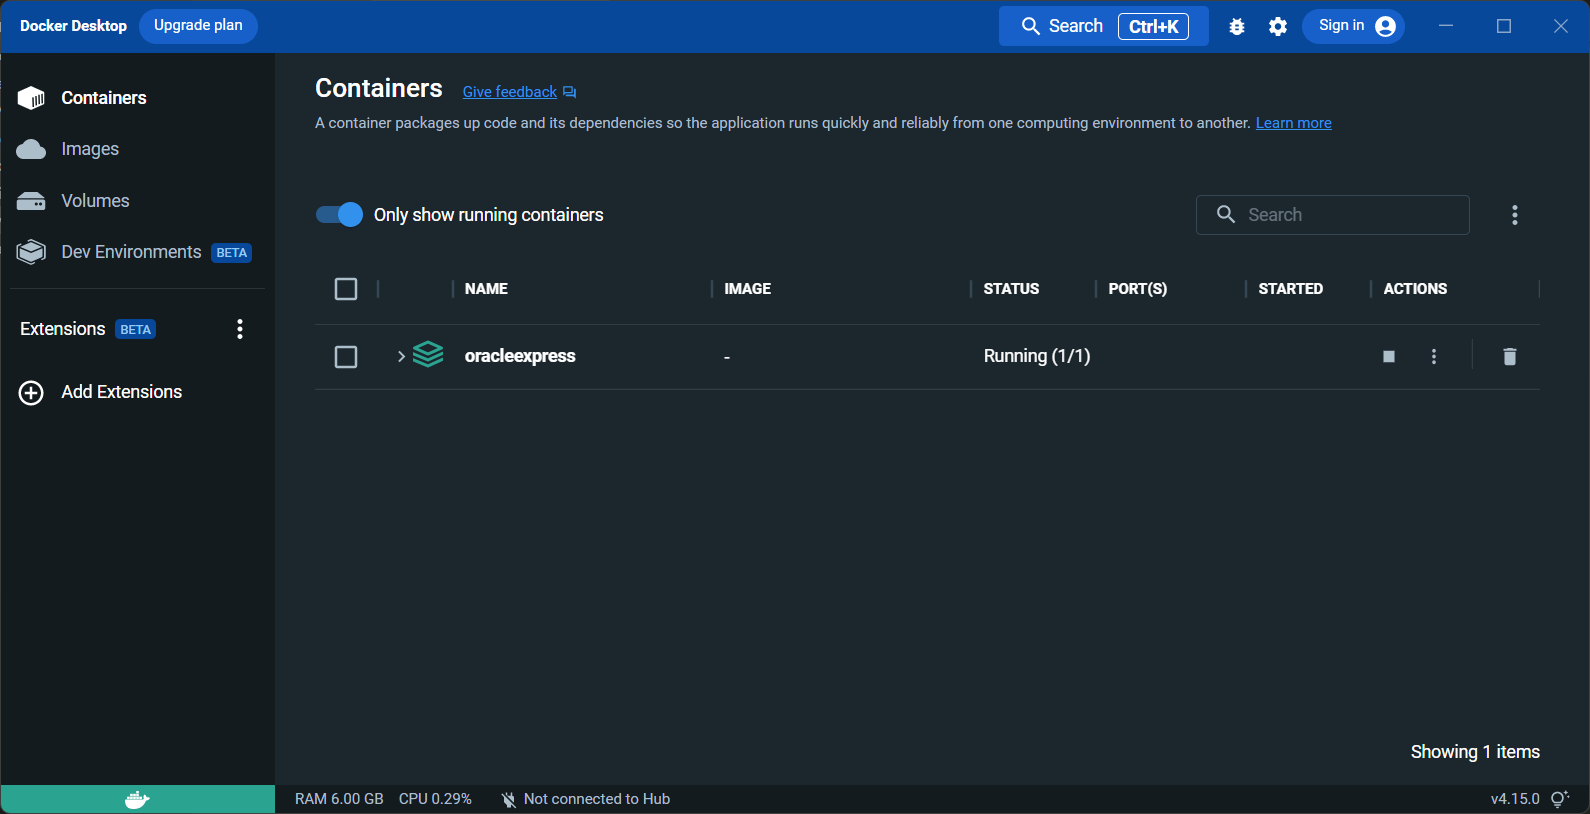 Docker Desktop Upgrade plan Search Ctrl+K Sign in
Containers
Images
Volumes
Dev Environments BETA
Extensions BETA
Add Extensions
Containers Give feedback
A container packages up code and its dependencies so the application runs quickly and reliably from one computing environment to another. Learn more
Only show running containers Search
NAME IMAGE STATUS PORT(S) STARTED ACTIONS
oracleexpress - Running (1/1)
Showing 1 items
RAM 6.00 GB CPU 0.29% Not connected to Hub v4.15.0